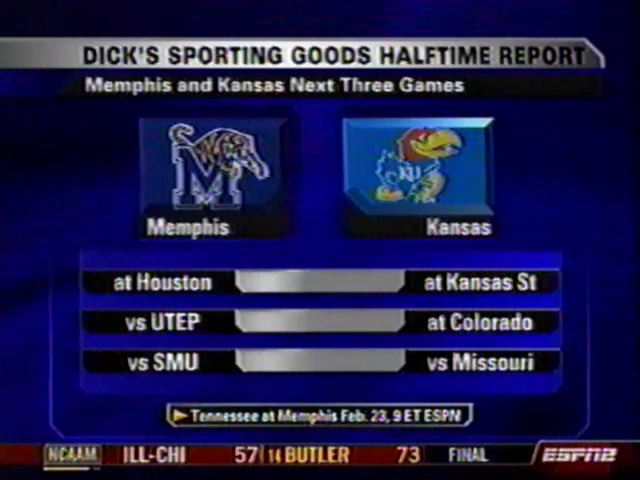 DICK'S SPORTING GOODS HALFTIME REPORT
Memphis and Kansas Next Three Games
M
KU
Memphis
Kansas
at Houston at Kansas St
vs UTEP at Colorado
vs SMU vs Missouri
Tennessee at Memphis Feb. 23, 9 ET ESPN
NCAAM ILL-CHI 57 14 BUTLER 73 FINAL ESPN2